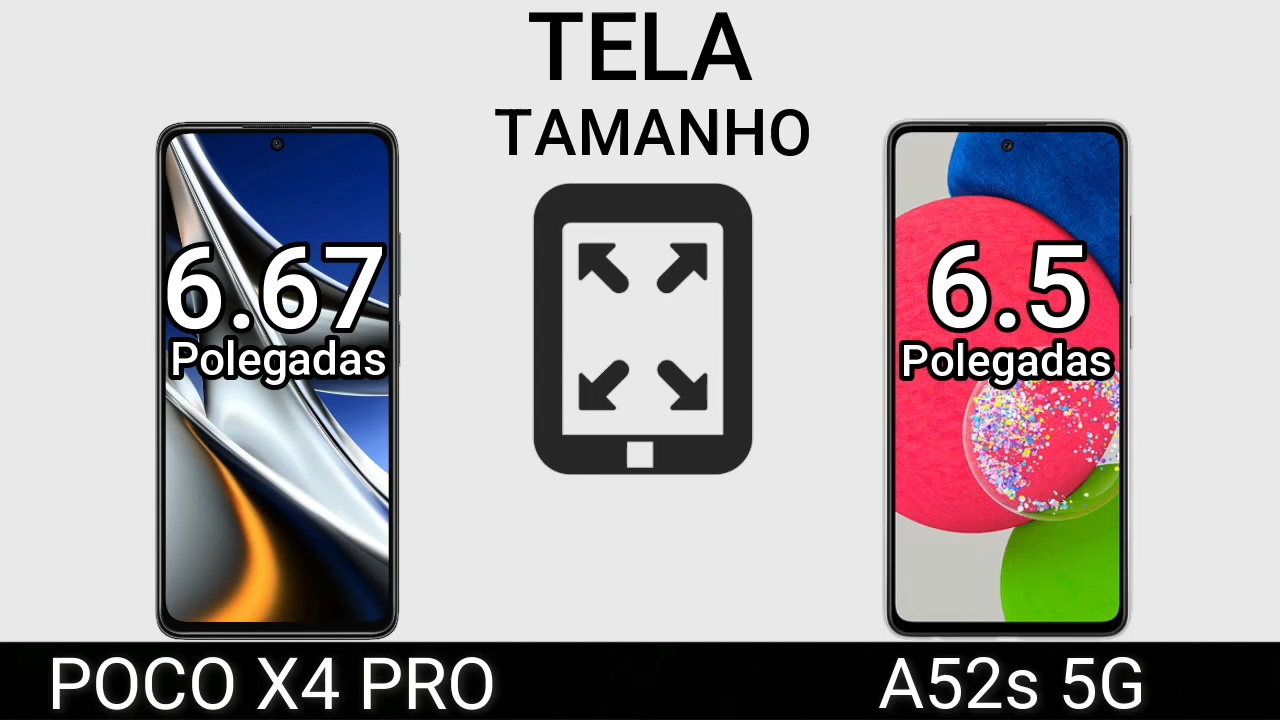 TELA
TAMANHO
6.67
Polegadas
6.5
Polegadas
POCO X4 PRO
A52s 5G